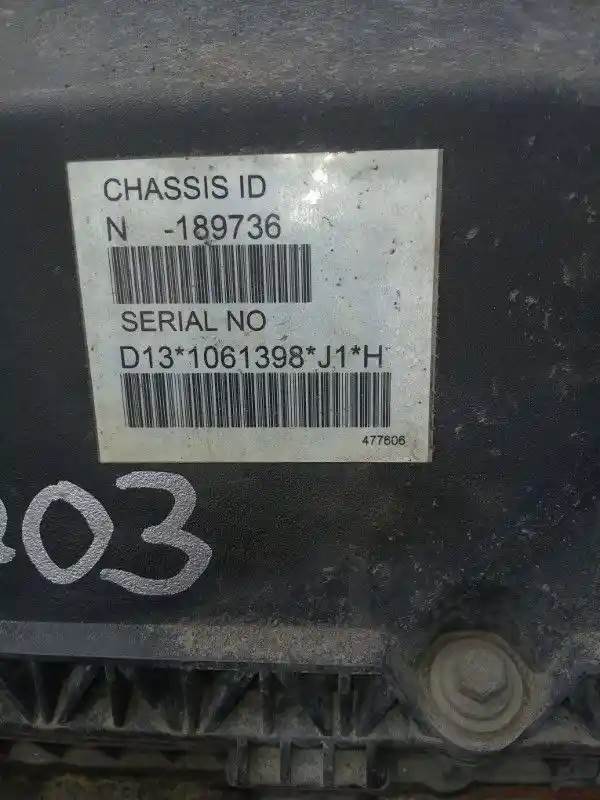 CHASSIS ID
N -189736
SERIAL NO
D13*1061398*J1*H
477606
03